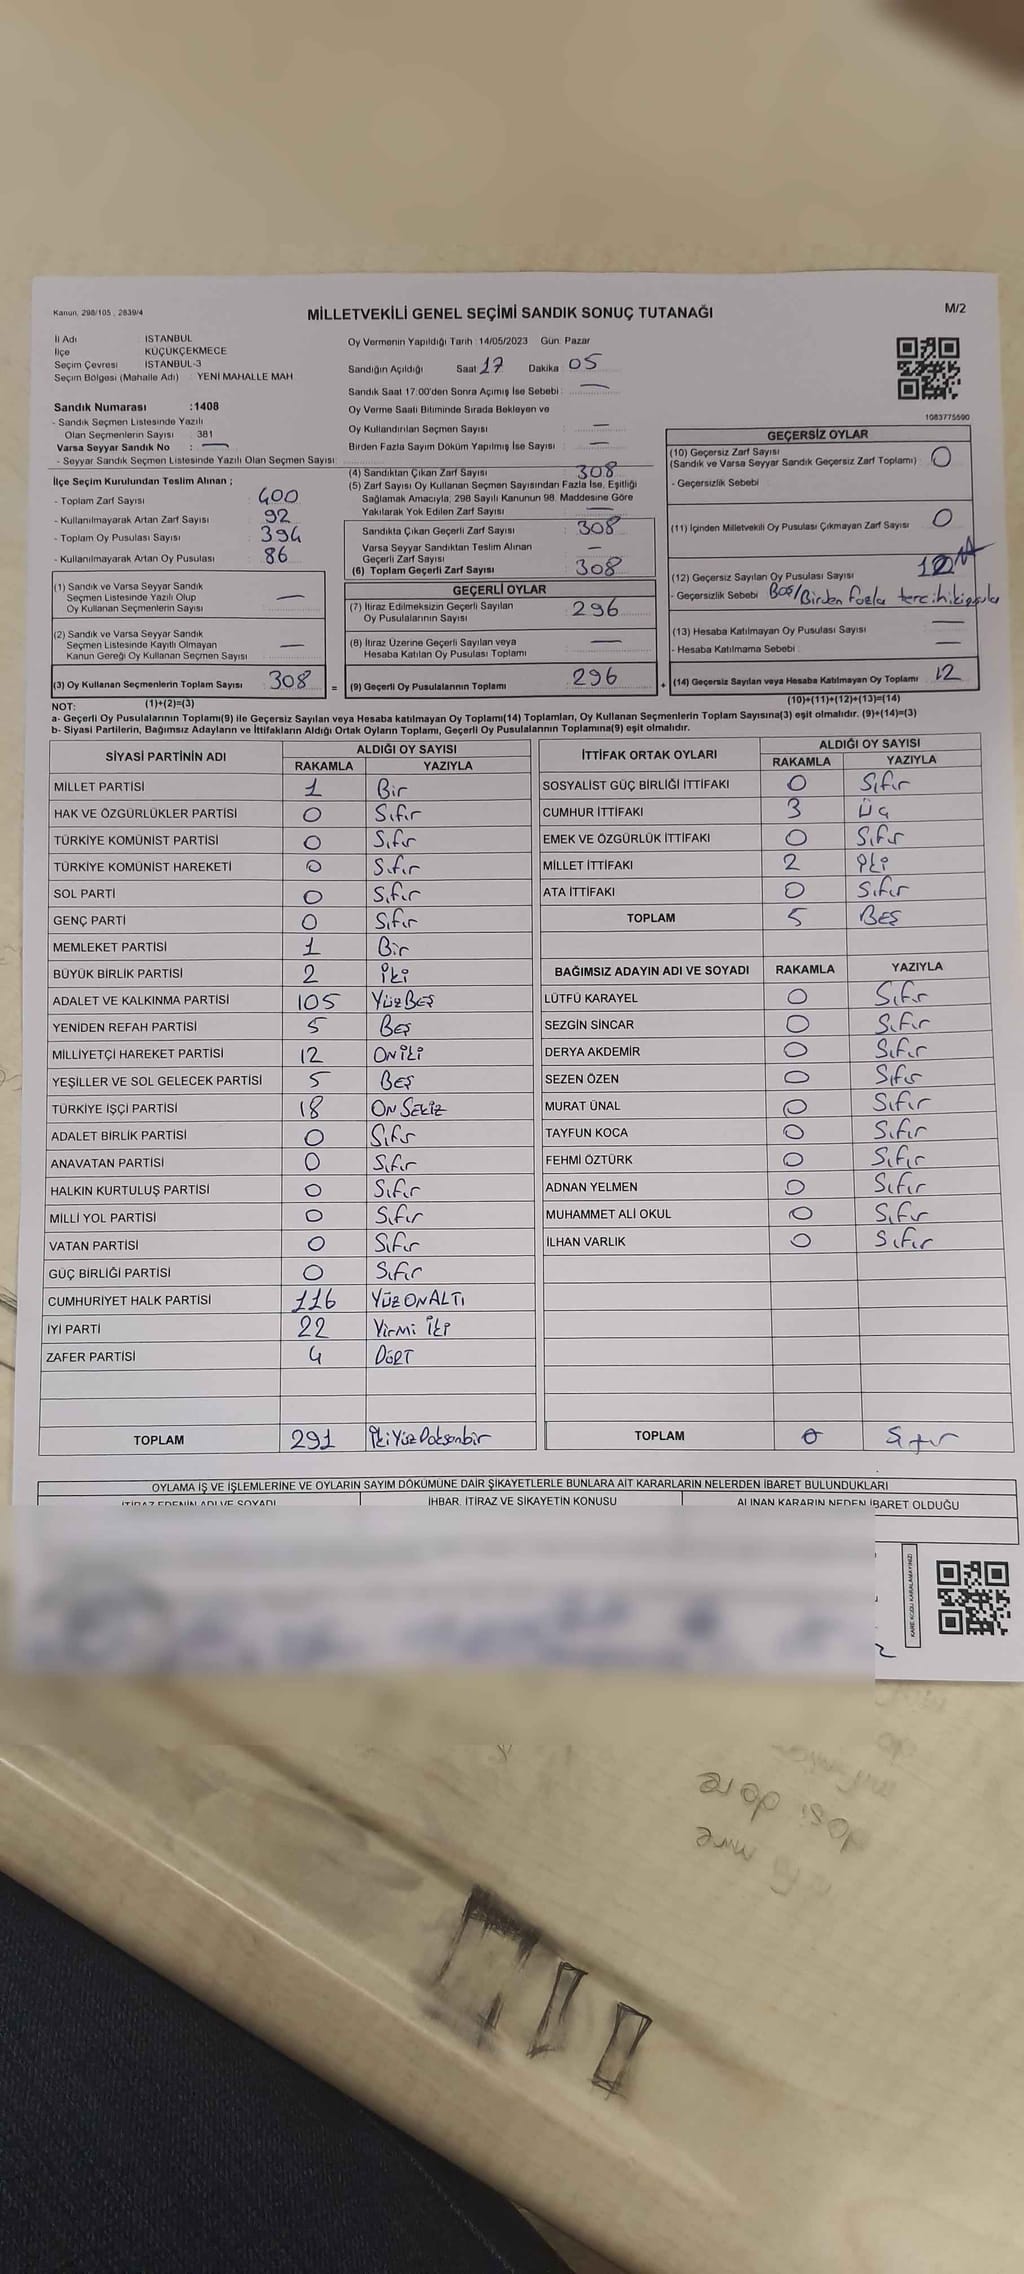 Kanun, 298/105 , 2839/4
MİLLETVEKİLİ GENEL SEÇİMİ SANDIK SONUÇ TUTANAĞI
M/2
İl Adı İSTANBUL
İlçe KÜÇÜKÇEKMECE
Seçim Çevresi İSTANBUL-3
Seçim Bölgesi (Mahalle Adı) : YENİ MAHALLE MAH.
Sandık Numarası :1408
- Sandık Seçmen Listesinde Yazılı
Olan Seçmenlerin Sayısı : 381
Varsa Seyyar Sandık No : —
- Seyyar Sandık Seçmen Listesinde Yazılı Olan Seçmen Sayısı:
İlçe Seçim Kurulundan Teslim Alınan ;
- Toplam Zarf Sayısı : 400
- Kullanılmayarak Artan Zarf Sayısı : 92
- Toplam Oy Pusulası Sayısı : 394
- Kullanılmayarak Artan Oy Pusulası : 86
(1) Sandık ve Varsa Seyyar Sandık
Seçmen Listesinde Yazılı Olup
Oy Kullanan Seçmenlerin Sayısı : —
(2) Sandık ve Varsa Seyyar Sandık
Seçmen Listesinde Kayıtlı Olmayan
Kanun Gereği Oy Kullanan Seçmen Sayısı : —
(3) Oy Kullanan Seçmenlerin Toplam Sayısı : 308
Oy Vermenin Yapıldığı Tarih : 14/05/2023 Gün: Pazar
Sandığın Açıldığı Saat 17 Dakika 05
Sandık Saat 17:00'den Sonra Açımış İse Sebebi : —
Oy Verme Saati Bitiminde Sırada Bekleyen ve
Oy Kullandırılan Seçmen Sayısı : —
Birden Fazla Sayım Döküm Yapılmış İse Sayısı : —
(4) Sandıktan Çıkan Zarf Sayısı : 308
(5) Zarf Sayısı Oy Kullanan Seçmen Sayısından Fazla İse, Eşitliği
Sağlamak Amacıyla, 298 Sayılı Kanunun 98. Maddesine Göre
Yakılarak Yok Edilen Zarf Sayısı : —
Sandıkta Çıkan Geçerli Zarf Sayısı : 308
Varsa Seyyar Sandıktan Teslim Alınan
Geçerli Zarf Sayısı : —
(6) Toplam Geçerli Zarf Sayısı : 308
GEÇERLİ OYLAR
(7) İtiraz Edilmeksizin Geçerli Sayılan
Oy Pusulalarının Sayısı : 296
(8) İtiraz Üzerine Geçerli Sayılan veya
Hesaba Katılan Oy Pusulası Toplamı : —
= (9) Geçerli Oy Pusulalarının Toplamı : 296
1083775590
GEÇERSİZ OYLAR
(10) Geçersiz Zarf Sayısı
(Sandık ve Varsa Seyyar Sandık Geçersiz Zarf Toplamı) : 0
- Geçersizlik Sebebi
(11) İçinden Milletvekili Oy Pusulası Çıkmayan Zarf Sayısı : 0
(12) Geçersiz Sayılan Oy Pusulası Sayısı : 12
- Geçersizlik Sebebi : Boş/Birden fazla tercih
(13) Hesaba Katılmayan Oy Pusulası Sayısı : —
- Hesaba Katılmama Sebebi : —
+ (14) Geçersiz Sayılan veya Hesaba Katılmayan Oy Toplamı : 12
NOT: (1)+(2)=(3) (10)+(11)+(12)+(13)=(14)
a- Geçerli Oy Pusulalarının Toplamı(9) ile Geçersiz Sayılan veya Hesaba katılmayan Oy Toplamı(14) Toplamları, Oy Kullanan Seçmenlerin Toplam Sayısına(3) eşit olmalıdır. (9)+(14)=(3)
b- Siyasi Partilerin, Bağımsız Adayların ve İttifakların Aldığı Ortak Oyların Toplamı, Geçerli Oy Pusulalarının Toplamına(9) eşit olmalıdır.
SİYASİ PARTİNİN ADI ALDIĞI OY SAYISI
RAKAMLA YAZIYLA
MİLLET PARTİSİ 1 Bir
HAK VE ÖZGÜRLÜKLER PARTİSİ 0 Sıfır
TÜRKİYE KOMÜNİST PARTİSİ 0 Sıfır
TÜRKİYE KOMÜNİST HAREKETİ 0 Sıfır
SOL PARTİ 0 Sıfır
GENÇ PARTİ 0 Sıfır
MEMLEKET PARTİSİ 1 Bir
BÜYÜK BİRLİK PARTİSİ 2 İki
ADALET VE KALKINMA PARTİSİ 105 YÜZBEŞ
YENİDEN REFAH PARTİSİ 5 BEŞ
MİLLİYETÇİ HAREKET PARTİSİ 12 ONİKİ
YEŞİLLER VE SOL GELECEK PARTİSİ 5 BEŞ
TÜRKİYE İŞÇİ PARTİSİ 18 ON SEKİZ
ADALET BİRLİK PARTİSİ 0 Sıfır
ANAVATAN PARTİSİ 0 Sıfır
HALKIN KURTULUŞ PARTİSİ 0 Sıfır
MİLLİ YOL PARTİSİ 0 Sıfır
VATAN PARTİSİ 0 Sıfır
GÜÇ BİRLİĞİ PARTİSİ 0 Sıfır
CUMHURİYET HALK PARTİSİ 116 YÜZ ONALTI
İYİ PARTİ 22 Yirmi İki
ZAFER PARTİSİ 4 DÖRT
TOPLAM 291 İkiYüzDoksanbir
İTTİFAK ORTAK OYLARI ALDIĞI OY SAYISI
RAKAMLA YAZIYLA
SOSYALİST GÜÇ BİRLİĞİ İTTİFAKI 0 Sıfır
CUMHUR İTTİFAKI 3 ÜÇ
EMEK VE ÖZGÜRLÜK İTTİFAKI 0 Sıfır
MİLLET İTTİFAKI 2 İki
ATA İTTİFAKI 0 Sıfır
TOPLAM 5 BEŞ
BAĞIMSIZ ADAYIN ADI VE SOYADI RAKAMLA YAZIYLA
LÜTFÜ KARAYEL 0 Sıfır
SEZGİN SİNCAR 0 Sıfır
DERYA AKDEMİR 0 Sıfır
SEZEN ÖZEN 0 Sıfır
MURAT ÜNAL 0 Sıfır
TAYFUN KOCA 0 Sıfır
FEHMİ ÖZTÜRK 0 Sıfır
ADNAN YELMEN 0 Sıfır
MUHAMMET ALİ OKUL 0 Sıfır
İLHAN VARLIK 0 Sıfır
TOPLAM 0 Sıfır
OYLAMA İŞ VE İŞLEMLERİNE VE OYLARIN SAYIM DÖKÜMÜNE DAİR ŞİKAYETLERLE BUNLARA AİT KARARLARIN NELERDEN İBARET BULUNDUKLARI
İTİRAZ EDENİN ADI VE SOYADI İHBAR, İTİRAZ VE ŞİKAYETİN KONUSU ALINAN KARARIN NEDEN İBARET OLDUĞU
KARE KODU KARALAMAYINIZ!